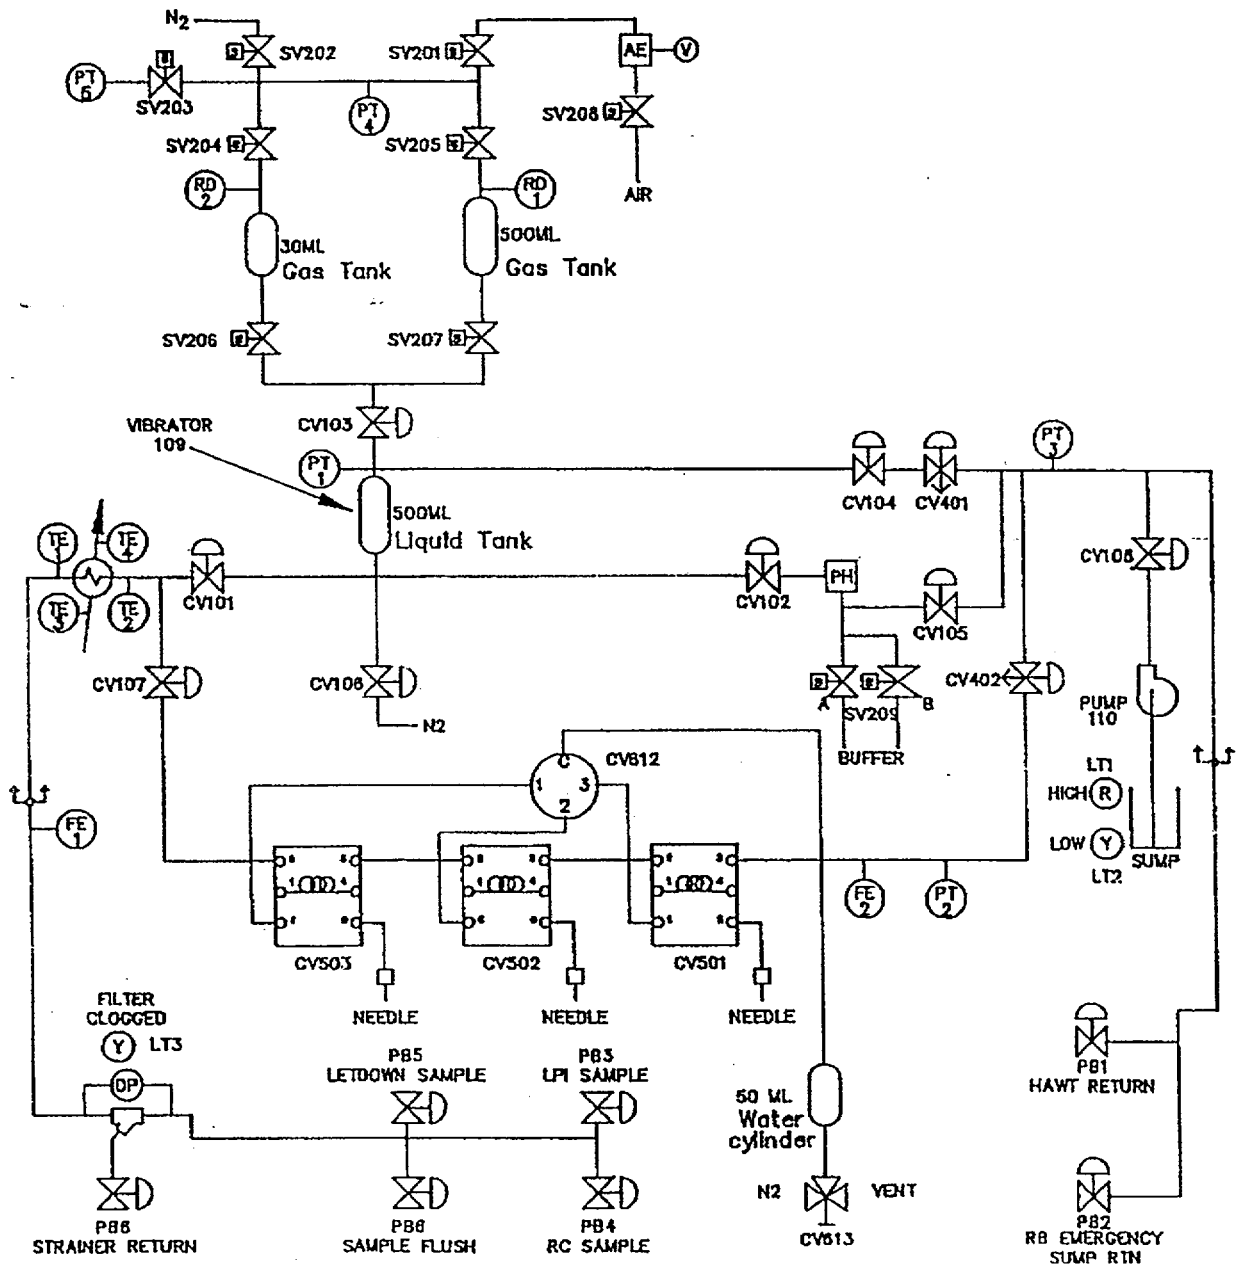 N2
SV202
SV201
AE
V
PT
5
SV203
PT
4
SV208
SV204
SV205
AIR
RD
2
RD
1
30ML
Gas Tank
500ML
Gas Tank
SV206
SV207
VIBRATOR
109
CV103
PT
1
PT
3
CV104
CV401
500ML
Liquid Tank
TE
TE
4
TE
3
TE
2
CV101
CV102
PH
CV105
CV108
CV107
CV106
N2
A
SV209
B
BUFFER
CV402
PUMP
110
LT1
HIGH
R
LOW
Y
LT2
SUMP
CV612
C
1
3
2
FE
1
CV503
CV502
CV501
FE
2
PT
2
NEEDLE
NEEDLE
NEEDLE
FILTER
CLOGGED
Y
LT3
DP
PB5
LETDOWN SAMPLE
PB3
LPI SAMPLE
50 ML
Water
cylinder
PB1
HAWT RETURN
N2
VENT
CV613
STRAINER RETURN
PB6
SAMPLE FLUSH
PB4
RC SAMPLE
PB2
RB EMERGENCY
SUMP RTN